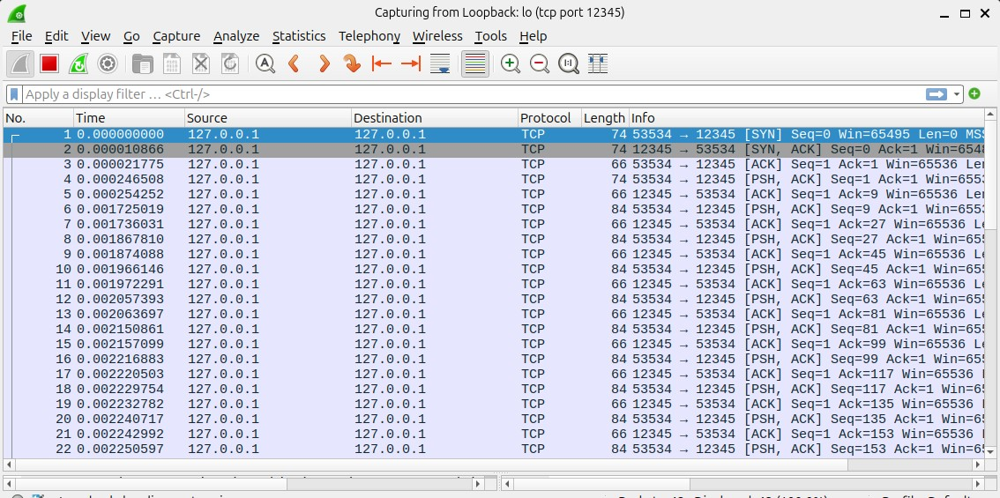 Capturing from Loopback: lo (tcp port 12345)
File Edit View Go Capture Analyze Statistics Telephony Wireless Tools Help
Apply a display filter … <Ctrl-/>
No. Time Source Destination Protocol Length Info
1 0.000000000 127.0.0.1 127.0.0.1 TCP 74 53534 → 12345 [SYN] Seq=0 Win=65495 Len=0 MSS
2 0.000010866 127.0.0.1 127.0.0.1 TCP 74 12345 → 53534 [SYN, ACK] Seq=0 Ack=1 Win=6548
3 0.000021775 127.0.0.1 127.0.0.1 TCP 66 53534 → 12345 [ACK] Seq=1 Ack=1 Win=65536 Len
4 0.000246508 127.0.0.1 127.0.0.1 TCP 74 53534 → 12345 [PSH, ACK] Seq=1 Ack=1 Win=6553
5 0.000254252 127.0.0.1 127.0.0.1 TCP 66 12345 → 53534 [ACK] Seq=1 Ack=9 Win=65536 Len
6 0.001725019 127.0.0.1 127.0.0.1 TCP 84 53534 → 12345 [PSH, ACK] Seq=9 Ack=1 Win=6553
7 0.001736031 127.0.0.1 127.0.0.1 TCP 66 12345 → 53534 [ACK] Seq=1 Ack=27 Win=65536 Le
8 0.001867810 127.0.0.1 127.0.0.1 TCP 84 53534 → 12345 [PSH, ACK] Seq=27 Ack=1 Win=655
9 0.001874088 127.0.0.1 127.0.0.1 TCP 66 12345 → 53534 [ACK] Seq=1 Ack=45 Win=65536 Le
10 0.001966146 127.0.0.1 127.0.0.1 TCP 84 53534 → 12345 [PSH, ACK] Seq=45 Ack=1 Win=655
11 0.001972291 127.0.0.1 127.0.0.1 TCP 66 12345 → 53534 [ACK] Seq=1 Ack=63 Win=65536 Le
12 0.002057393 127.0.0.1 127.0.0.1 TCP 84 53534 → 12345 [PSH, ACK] Seq=63 Ack=1 Win=655
13 0.002063697 127.0.0.1 127.0.0.1 TCP 66 12345 → 53534 [ACK] Seq=1 Ack=81 Win=65536 Le
14 0.002150861 127.0.0.1 127.0.0.1 TCP 84 53534 → 12345 [PSH, ACK] Seq=81 Ack=1 Win=655
15 0.002157099 127.0.0.1 127.0.0.1 TCP 66 12345 → 53534 [ACK] Seq=1 Ack=99 Win=65536 Le
16 0.002216883 127.0.0.1 127.0.0.1 TCP 84 53534 → 12345 [PSH, ACK] Seq=99 Ack=1 Win=655
17 0.002220503 127.0.0.1 127.0.0.1 TCP 66 12345 → 53534 [ACK] Seq=1 Ack=117 Win=65536
18 0.002229754 127.0.0.1 127.0.0.1 TCP 84 53534 → 12345 [PSH, ACK] Seq=117 Ack=1 Win=65
19 0.002232782 127.0.0.1 127.0.0.1 TCP 66 12345 → 53534 [ACK] Seq=1 Ack=135 Win=65536
20 0.002240717 127.0.0.1 127.0.0.1 TCP 84 53534 → 12345 [PSH, ACK] Seq=135 Ack=1 Win=65
21 0.002242992 127.0.0.1 127.0.0.1 TCP 66 12345 → 53534 [ACK] Seq=1 Ack=153 Win=65536
22 0.002250597 127.0.0.1 127.0.0.1 TCP 84 53534 → 12345 [PSH, ACK] Seq=153 Ack=1 Win=65